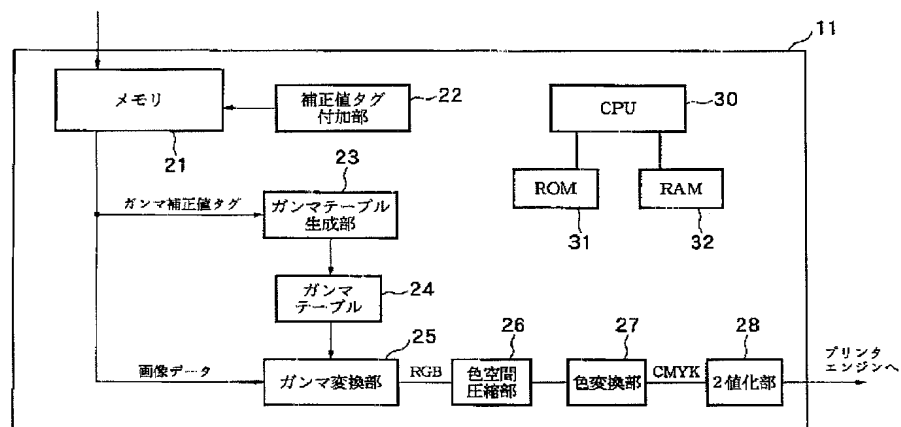 11
メモリ
21
補正値タグ
付加部
22
CPU
30
ROM
31
RAM
32
ガンマ補正値タグ
23
ガンマテーブル
生成部
ガンマ
テーブル
24
画像データ
25
ガンマ変換部
RGB
26
色空間
圧縮部
27
色変換部
CMYK
28
2値化部
プリンタ
エンジンへ